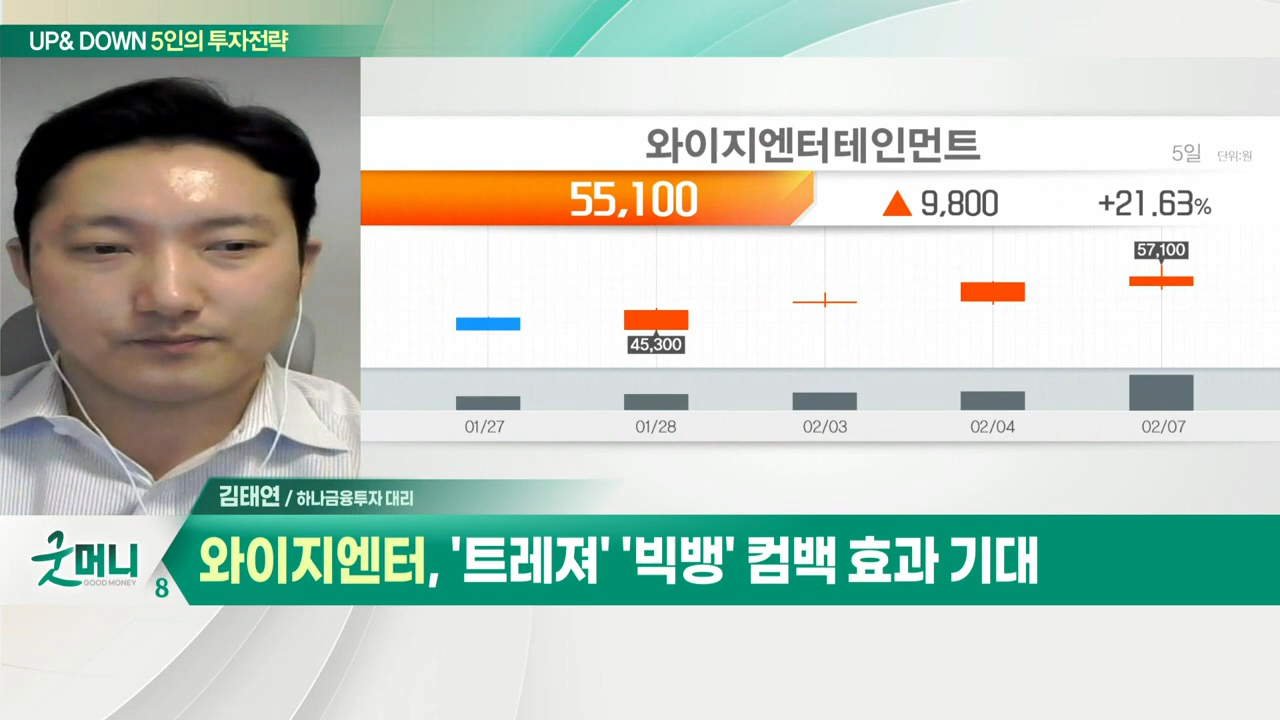 UP& DOWN 5인의 투자전략
와이지엔터테인먼트
5일 단위:원
55,100 ▲ 9,800 +21.63%
57,100
45,300
01/27 01/28 02/03 02/04 02/07
김태연 / 하나금융투자 대리
굿머니
GOOD MONEY
8
와이지엔터, '트레져' '빅뱅' 컴백 효과 기대